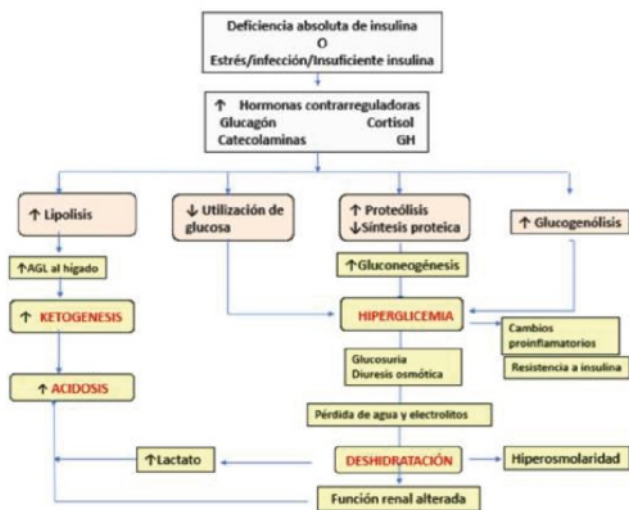 Deficiencia absoluta de insulina
O
Estrés/infección/Insuficiente insulina
↑ Hormonas contrarreguladoras
Glucagón Cortisol
Catecolaminas GH
↑ Lipolisis
↓ Utilización de
glucosa
↑ Proteólisis
↓Síntesis proteica
↑ Glucogenólisis
↑AGL al hígado
↑Gluconeogénesis
↑ KETOGENESIS
HIPERGLICEMIA
Cambios
proinflamatorios
Resistencia a insulina
Glucosuria
Diuresis osmótica
↑ ACIDOSIS
Pérdida de agua y electrolitos
↑Lactato
DESHIDRATACIÓN
Hiperosmolaridad
Función renal alterada